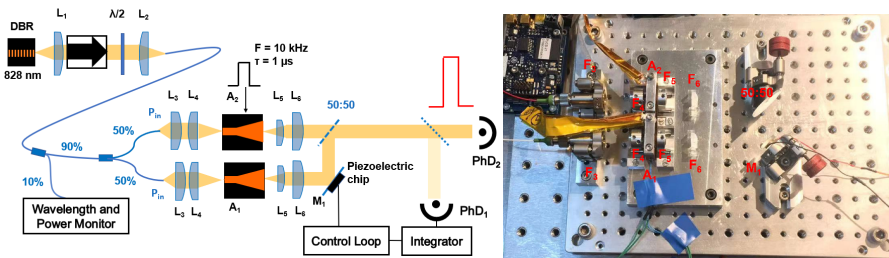 L1
λ/2
L2
DBR
828 nm
F = 10 kHz
τ = 1 µs
A2
L3 L4
L5 L6
50:50
Pin
50%
90%
50%
10%
Pin
L3 L4
A1
L5 L6
M1
Piezoelectric
chip
PhD2
PhD1
Wavelength and
Power Monitor
Control Loop
Integrator
A2
F5
F6
50:50
F4
F5
F6
A1
M1